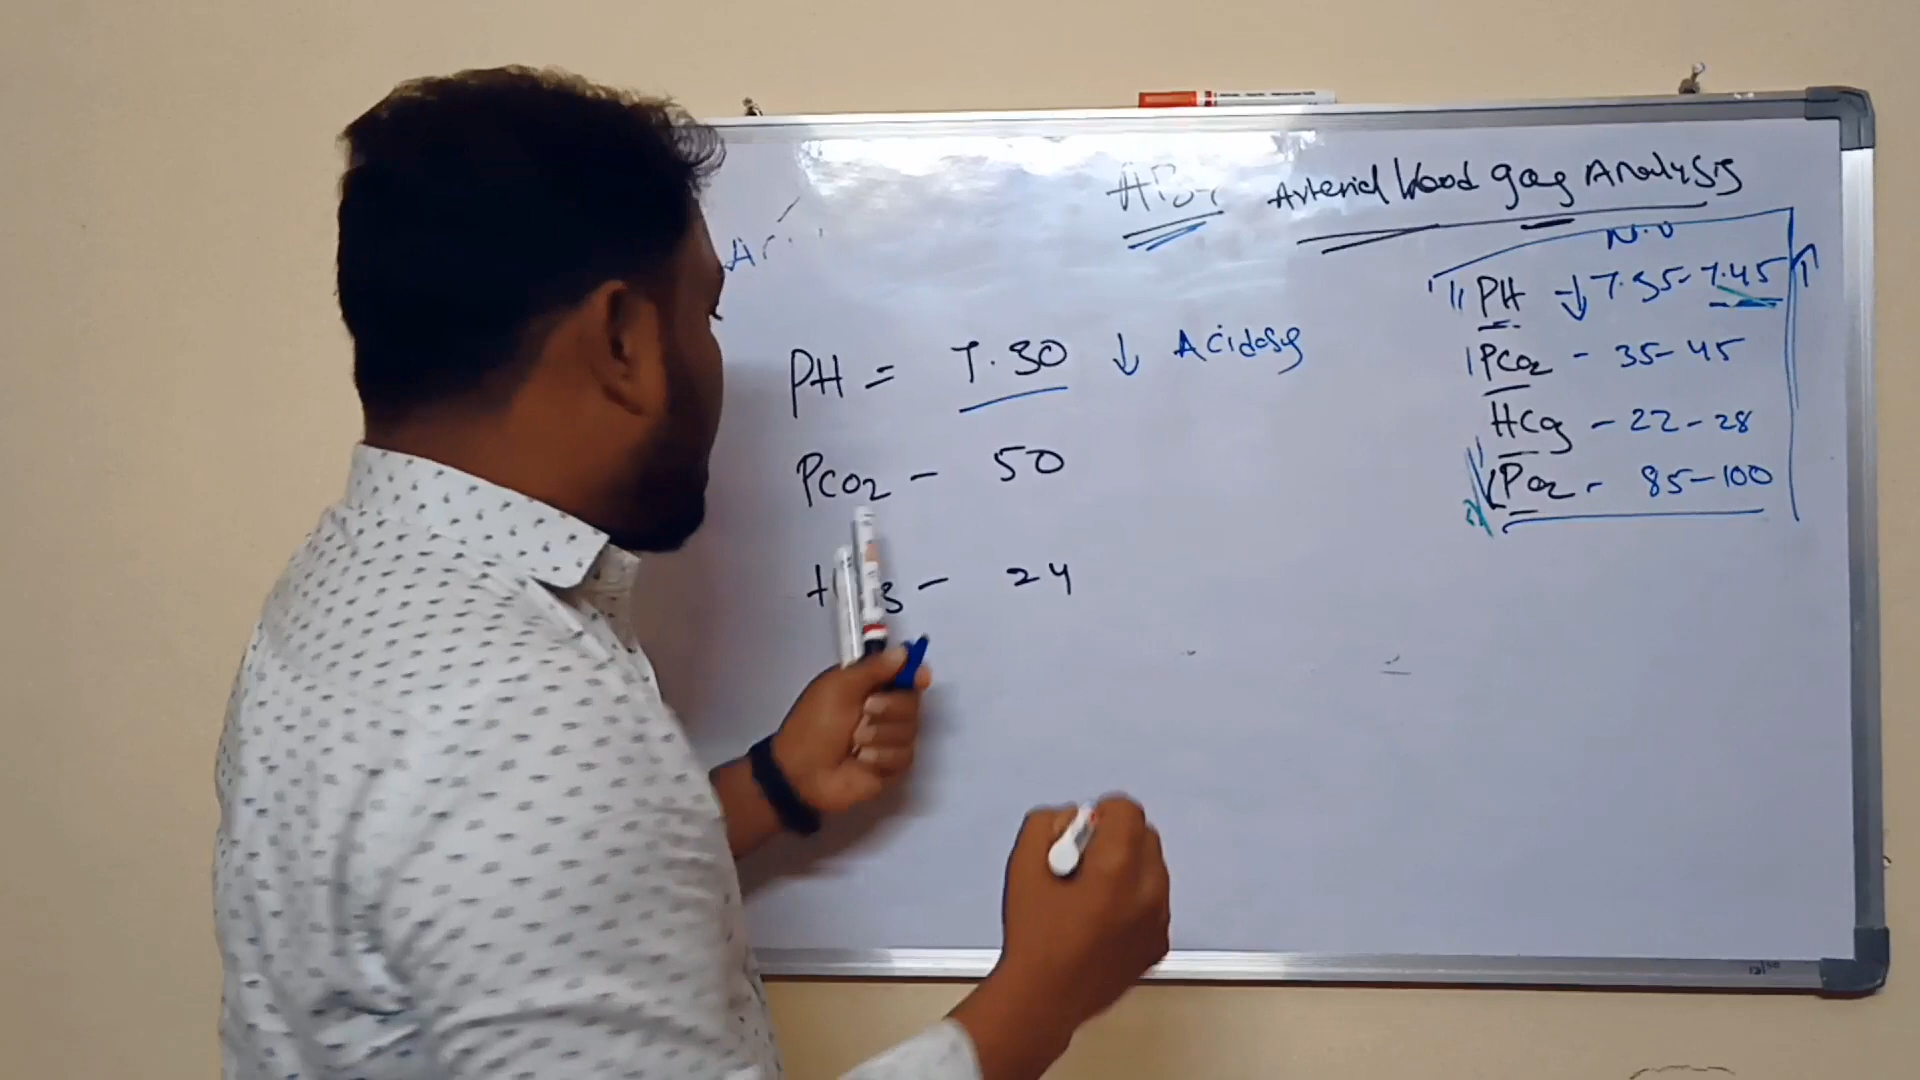 ABG Arterial blood gas Analysis
N.V
PH ↓ 7.35-7.45 ↑
PCO2 - 35-45
HCO3 - 22-28
PO2 - 85-100
PH = 7.30 ↓ Acidosis
PCO2 - 50
3 - 24